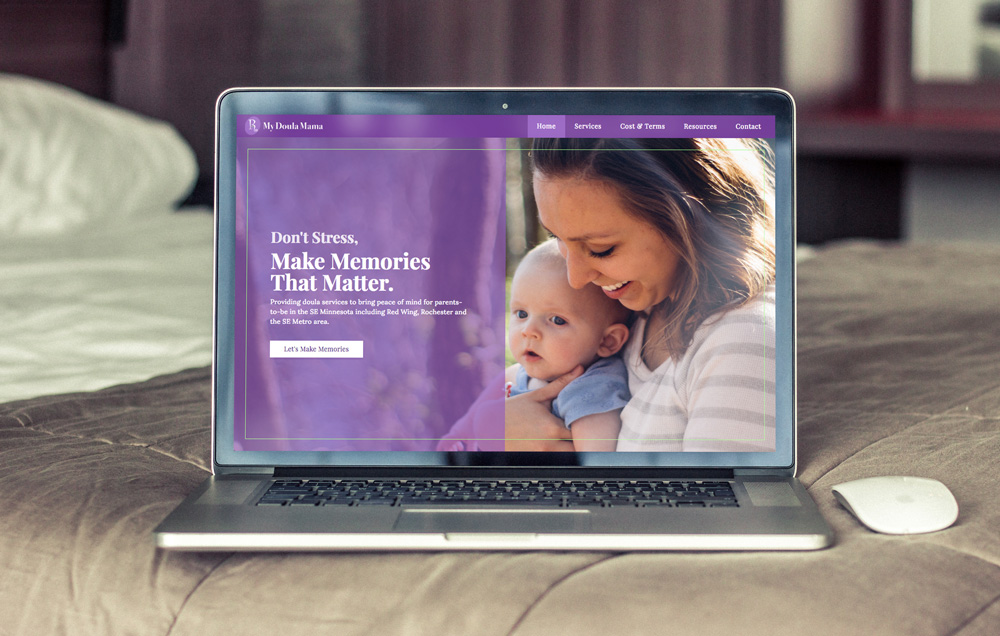 My Doula Mama
Home Services Cost & Terms Resources Contact
Don't Stress,
Make Memories
That Matter.
Providing doula services to bring peace of mind for parents-
to-be in the SE Minnesota including Red Wing, Rochester and
the SE Metro area.
Let's Make Memories